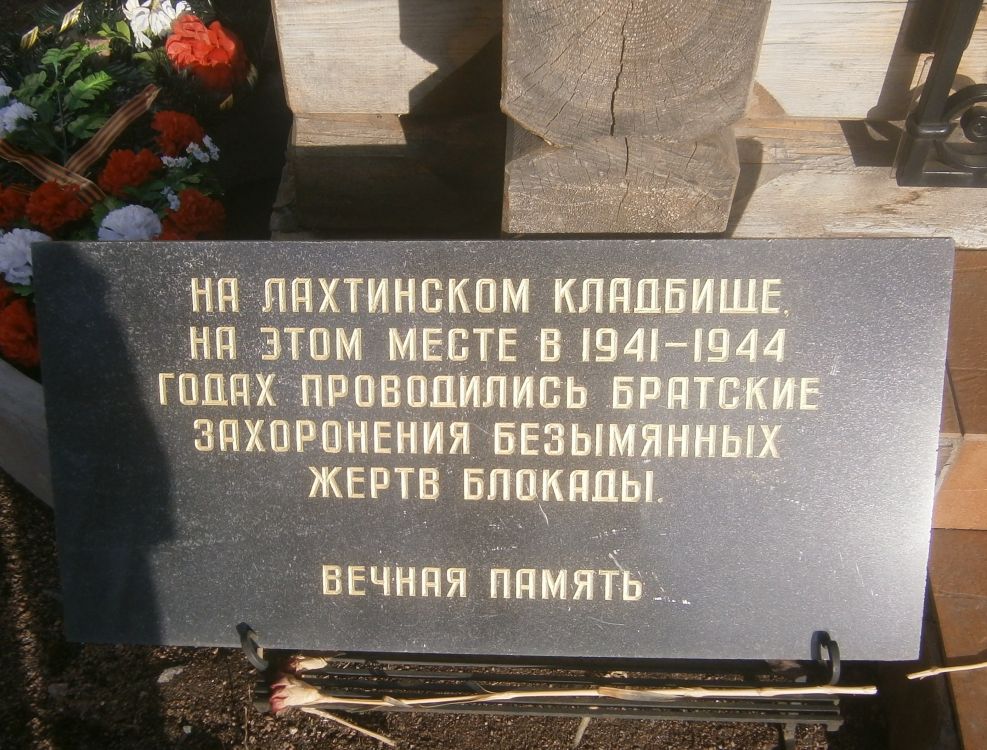 НА ЛАХТИНСКОМ КЛАДБИЩЕ,
НА ЭТОМ МЕСТЕ В 1941-1944
ГОДАХ ПРОВОДИЛИСЬ БРАТСКИЕ
ЗАХОРОНЕНИЯ БЕЗЫМЯННЫХ
ЖЕРТВ БЛОКАДЫ.
ВЕЧНАЯ ПАМЯТЬ